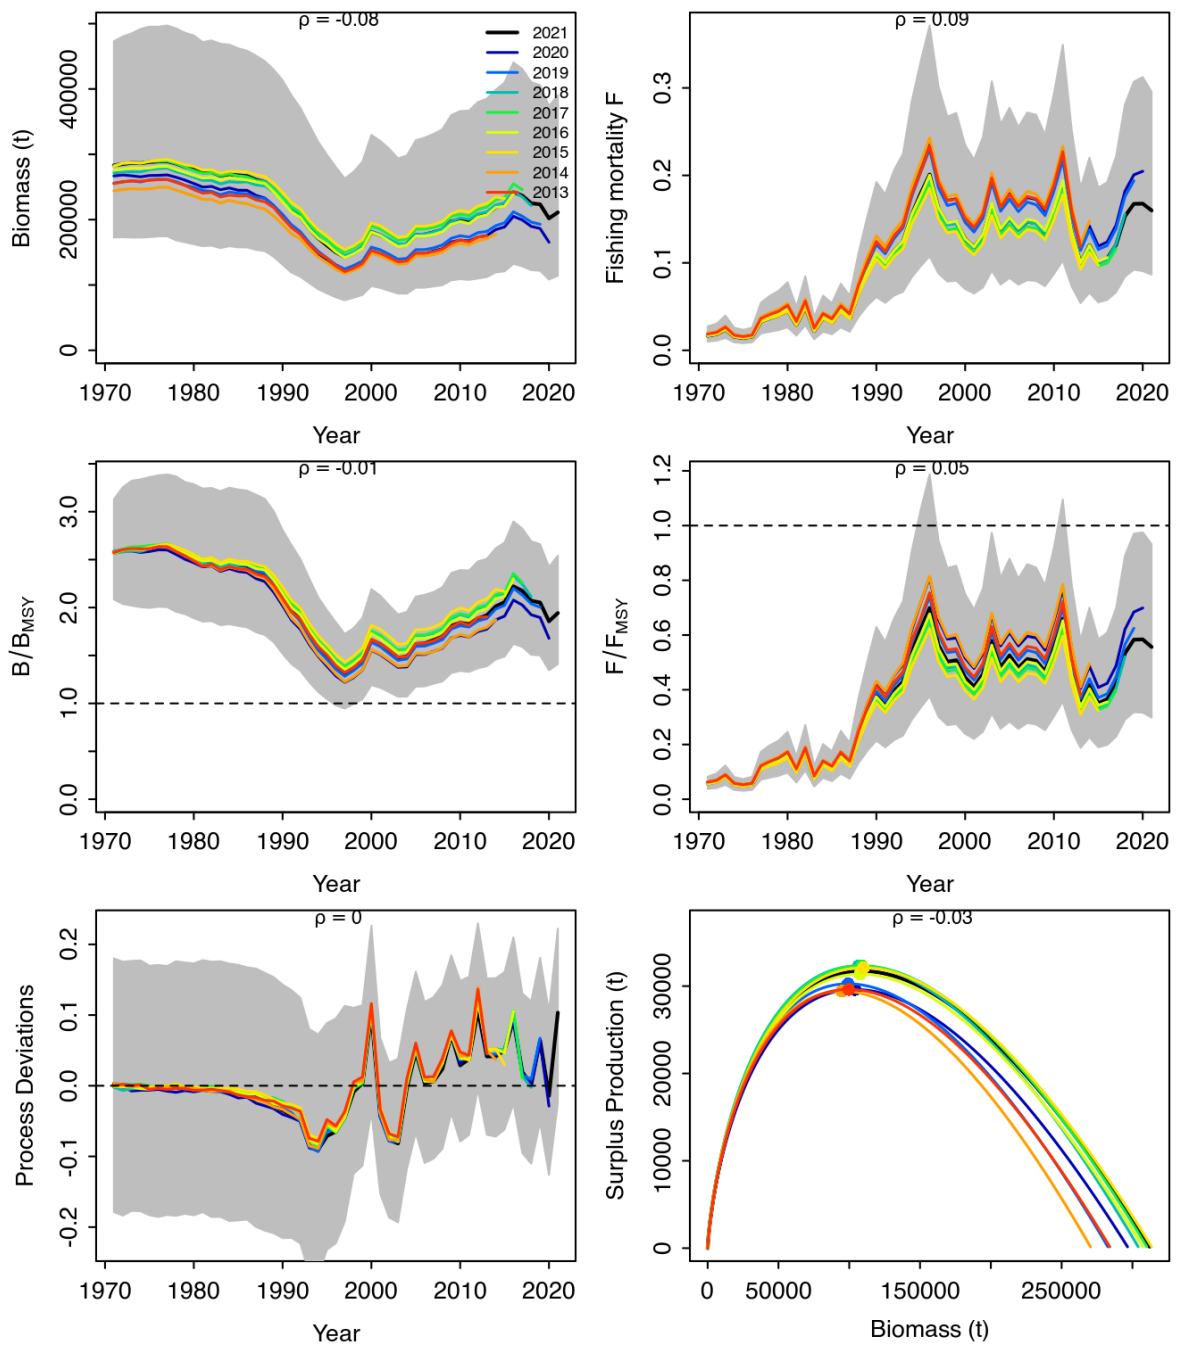 ρ = -0.08
Biomass (t)
400000
200000
0
2021
2020
2019
2018
2017
2016
2015
2014
2013
1970 1980 1990 2000 2010 2020
Year
ρ = 0.09
Fishing mortality F
0.3
0.2
0.1
0.0
1970 1980 1990 2000 2010 2020
Year
ρ = -0.01
B/BMSY
3.0
2.0
1.0
0.0
1970 1980 1990 2000 2010 2020
Year
ρ = 0.05
F/FMSY
1.2
1.0
0.8
0.6
0.4
0.2
0.0
1970 1980 1990 2000 2010 2020
Year
ρ = 0
Process Deviations
0.2
0.1
0.0
-0.1
-0.2
1970 1980 1990 2000 2010 2020
Year
ρ = -0.03
Surplus Production (t)
30000
20000
10000
0
0 50000 150000 250000
Biomass (t)